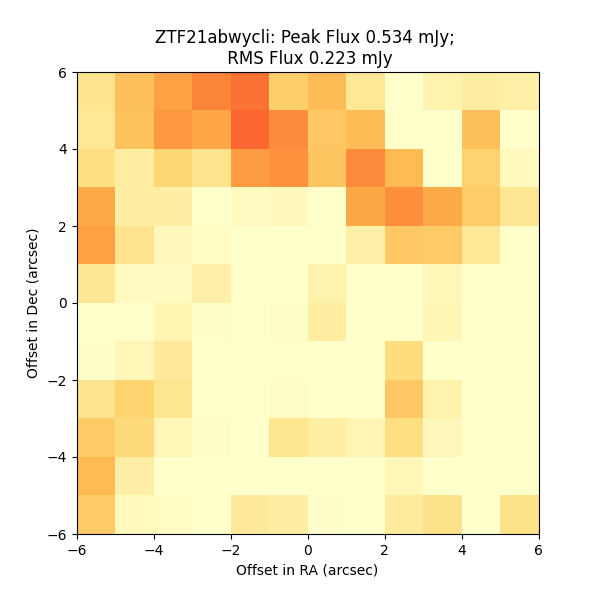 ZTF21abwycli: Peak Flux 0.534 mJy;
RMS Flux 0.223 mJy
6
4
2
0
−2
−4
−6
Offset in Dec (arcsec)
−6 −4 −2 0 2 4 6
Offset in RA (arcsec)